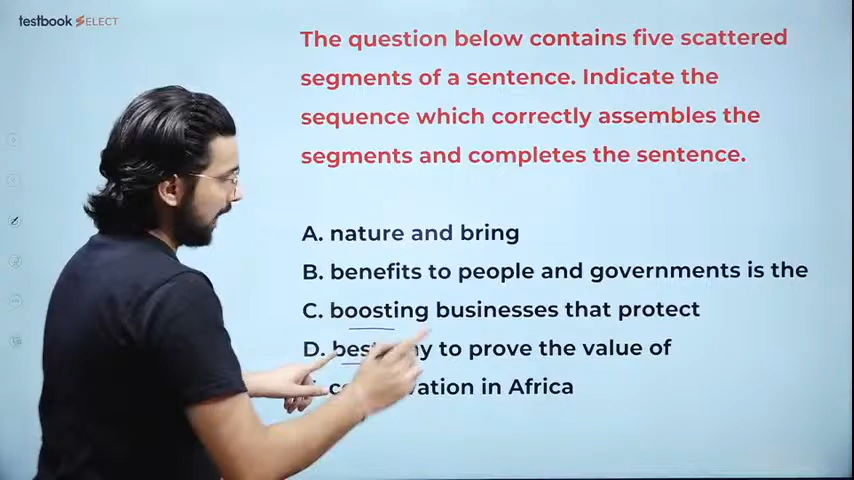 testbook SELECT
The question below contains five scattered
segments of a sentence. Indicate the
sequence which correctly assembles the
segments and completes the sentence.
A. nature and bring
B. benefits to people and governments is the
C. boosting businesses that protect
D. best to prove the value of
in Africa